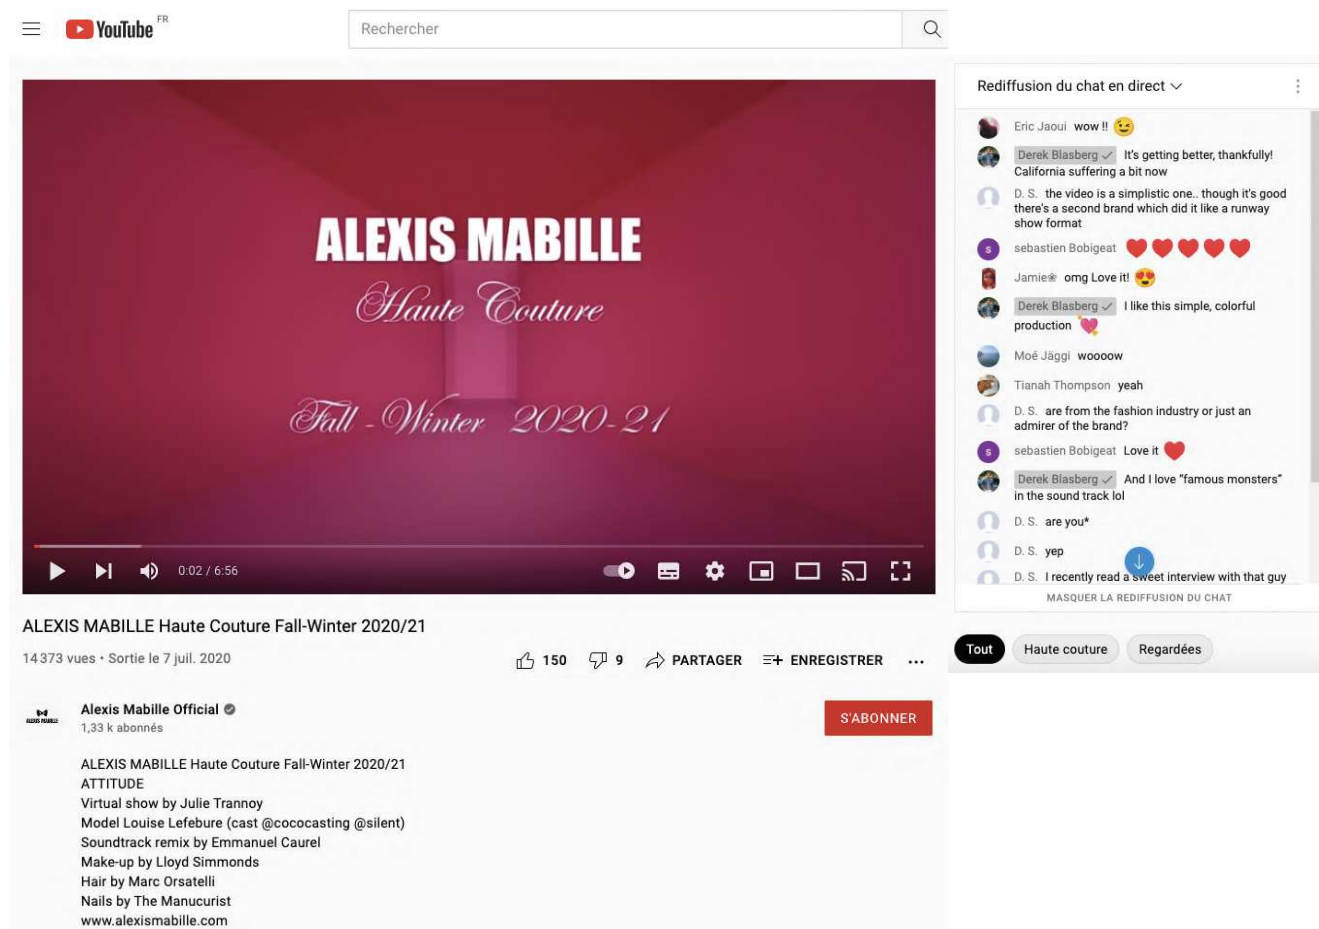 YouTube FR
Rechercher
ALEXIS MABILLE
Haute Couture
Fall - Winter 2020-21
0:02 / 6:56
ALEXIS MABILLE Haute Couture Fall-Winter 2020/21
14 373 vues • Sortie le 7 juil. 2020
150
9
PARTAGER
ENREGISTRER
Alexis Mabille Official
1,33 k abonnés
S'ABONNER
ALEXIS MABILLE
ALEXIS MABILLE Haute Couture Fall-Winter 2020/21
ATTITUDE
Virtual show by Julie Trannoy
Model Louise Lefebure (cast @cococasting @silent)
Soundtrack remix by Emmanuel Caurel
Make-up by Lloyd Simmonds
Hair by Marc Orsatelli
Nails by The Manucurist
www.alexismabille.com
Rediffusion du chat en direct
Eric Jaoui wow !! 😉
Derek Blasberg ✓ It's getting better, thankfully!
California suffering a bit now
D. S. the video is a simplistic one.. though it's good
there's a second brand which did it like a runway
show format
S sebastien Bobigeat ❤❤❤❤❤
Jamie❀ omg Love it! 😍
Derek Blasberg ✓ I like this simple, colorful
production 💘
Moé Jäggi woooow
Tianah Thompson yeah
D. S. are from the fashion industry or just an
admirer of the brand?
S sebastien Bobigeat Love it ❤
Derek Blasberg ✓ And I love “famous monsters”
in the sound track lol
D. S. are you*
D. S. yep
D. S. I recently read a sweet interview with that guy
MASQUER LA REDIFFUSION DU CHAT
Tout
Haute couture
Regardées